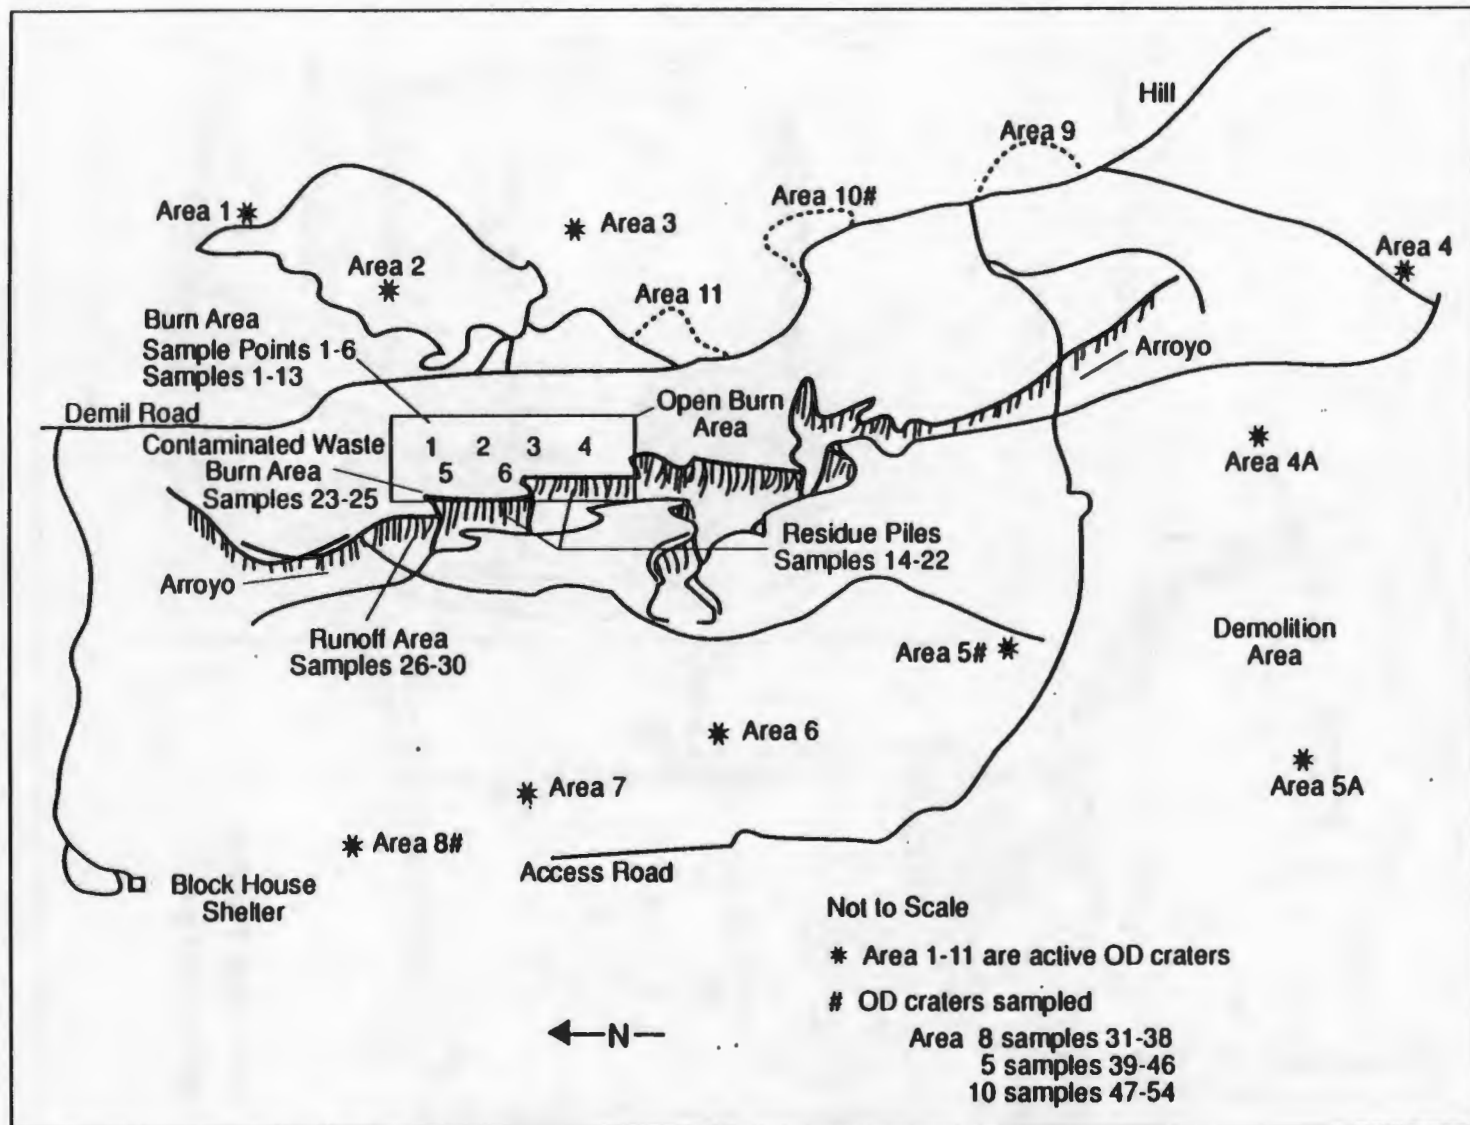 Hill
Area 9
Area 10#
Area 1
Area 3
Area 4
Area 2
Area 11
Burn Area
Sample Points 1-6
Samples 1-13
Arroyo
Demil Road
Open Burn
Area
Contaminated Waste
Burn Area
Samples 23-25
1 2 3 4
5 6
Area 4A
Residue Piles
Samples 14-22
Arroyo
Runoff Area
Samples 26-30
Area 5#
Demolition
Area
Area 6
Area 7
Area 5A
Area 8#
Access Road
Block House
Shelter
Not to Scale
* Area 1-11 are active OD craters
# OD craters sampled
Area 8 samples 31-38
5 samples 39-46
10 samples 47-54
N